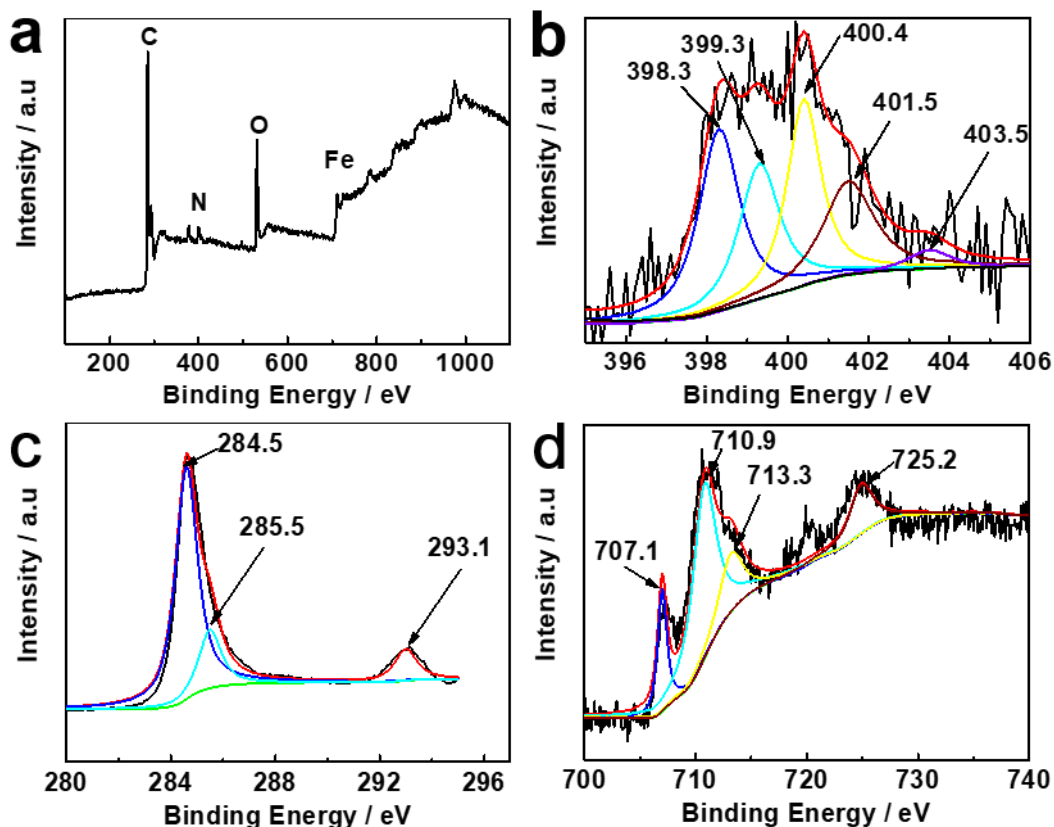 a
C
O
Fe
N
Intensity / a.u
200 400 600 800 1000
Binding Energy / eV
b
399.3
400.4
398.3
401.5
403.5
Intensity / a.u
396 398 400 402 404 406
Binding Energy / eV
c
284.5
285.5
293.1
Intensity / a.u
280 284 288 292 296
Binding Energy / eV
d
710.9
713.3
725.2
707.1
Intensity / a.u
700 710 720 730 740
Binding Energy / eV